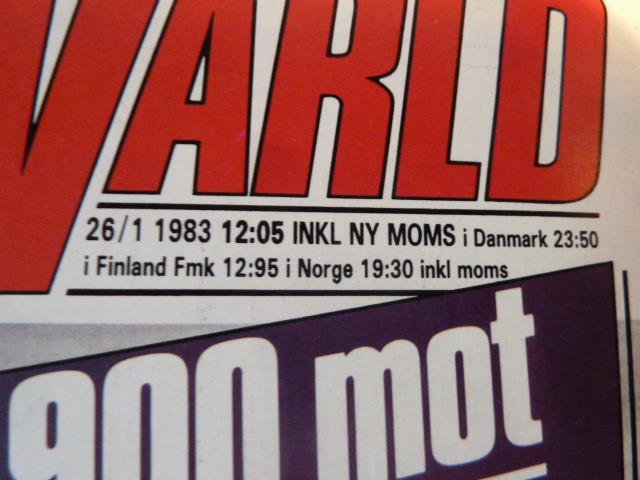 VÄRLD
26/1 1983 12:05 INKL NY MOMS i Danmark 23:50
i Finland Fmk 12:95 i Norge 19:30 inkl moms
900 mot